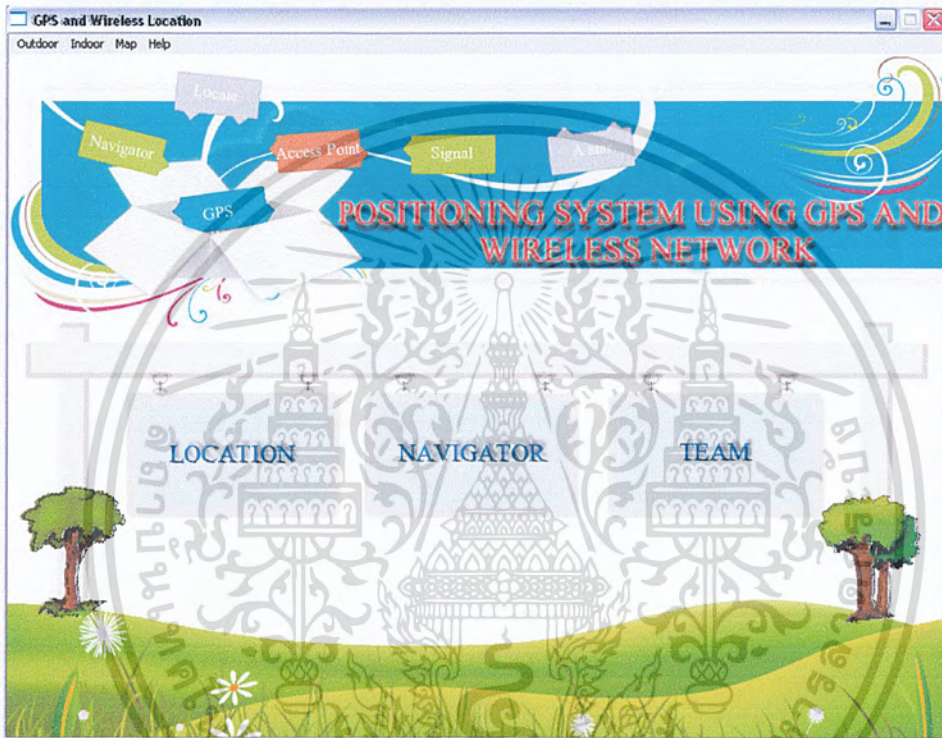 GPS and Wireless Location
Outdoor Indoor Map Help
Locate
Navigator
Access Point
Signal
GPS
POSITIONING SYSTEM USING GPS AND
WIRELESS NETWORK
LOCATION
NAVIGATOR
TEAM